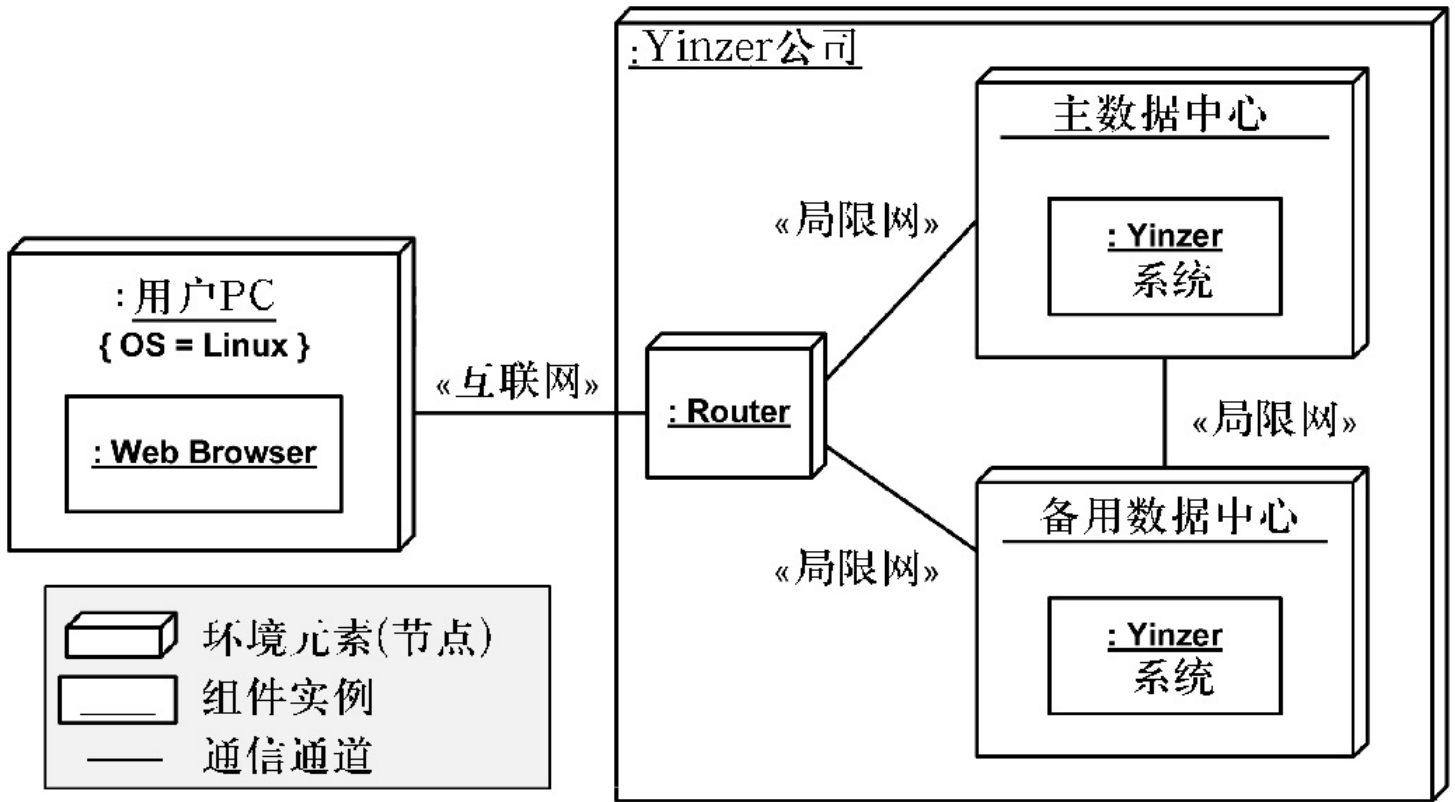 :Yinzer公司
主数据中心
: Yinzer
系统
«局限网»
: 用户PC
{ OS = Linux }
: Web Browser
«互联网»
: Router
«局限网»
«局限网»
备用数据中心
: Yinzer
系统
环境元素(节点)
组件实例
通信通道